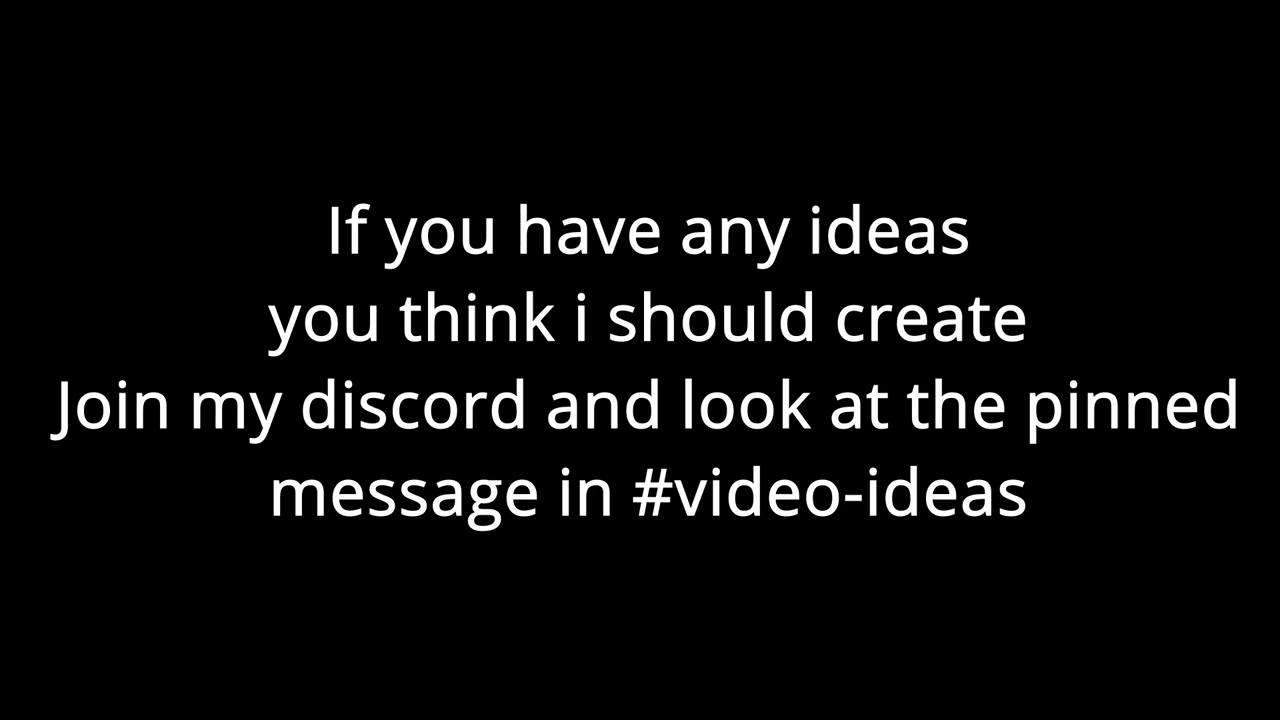 If you have any ideas
you think i should create
Join my discord and look at the pinned
message in #video-ideas